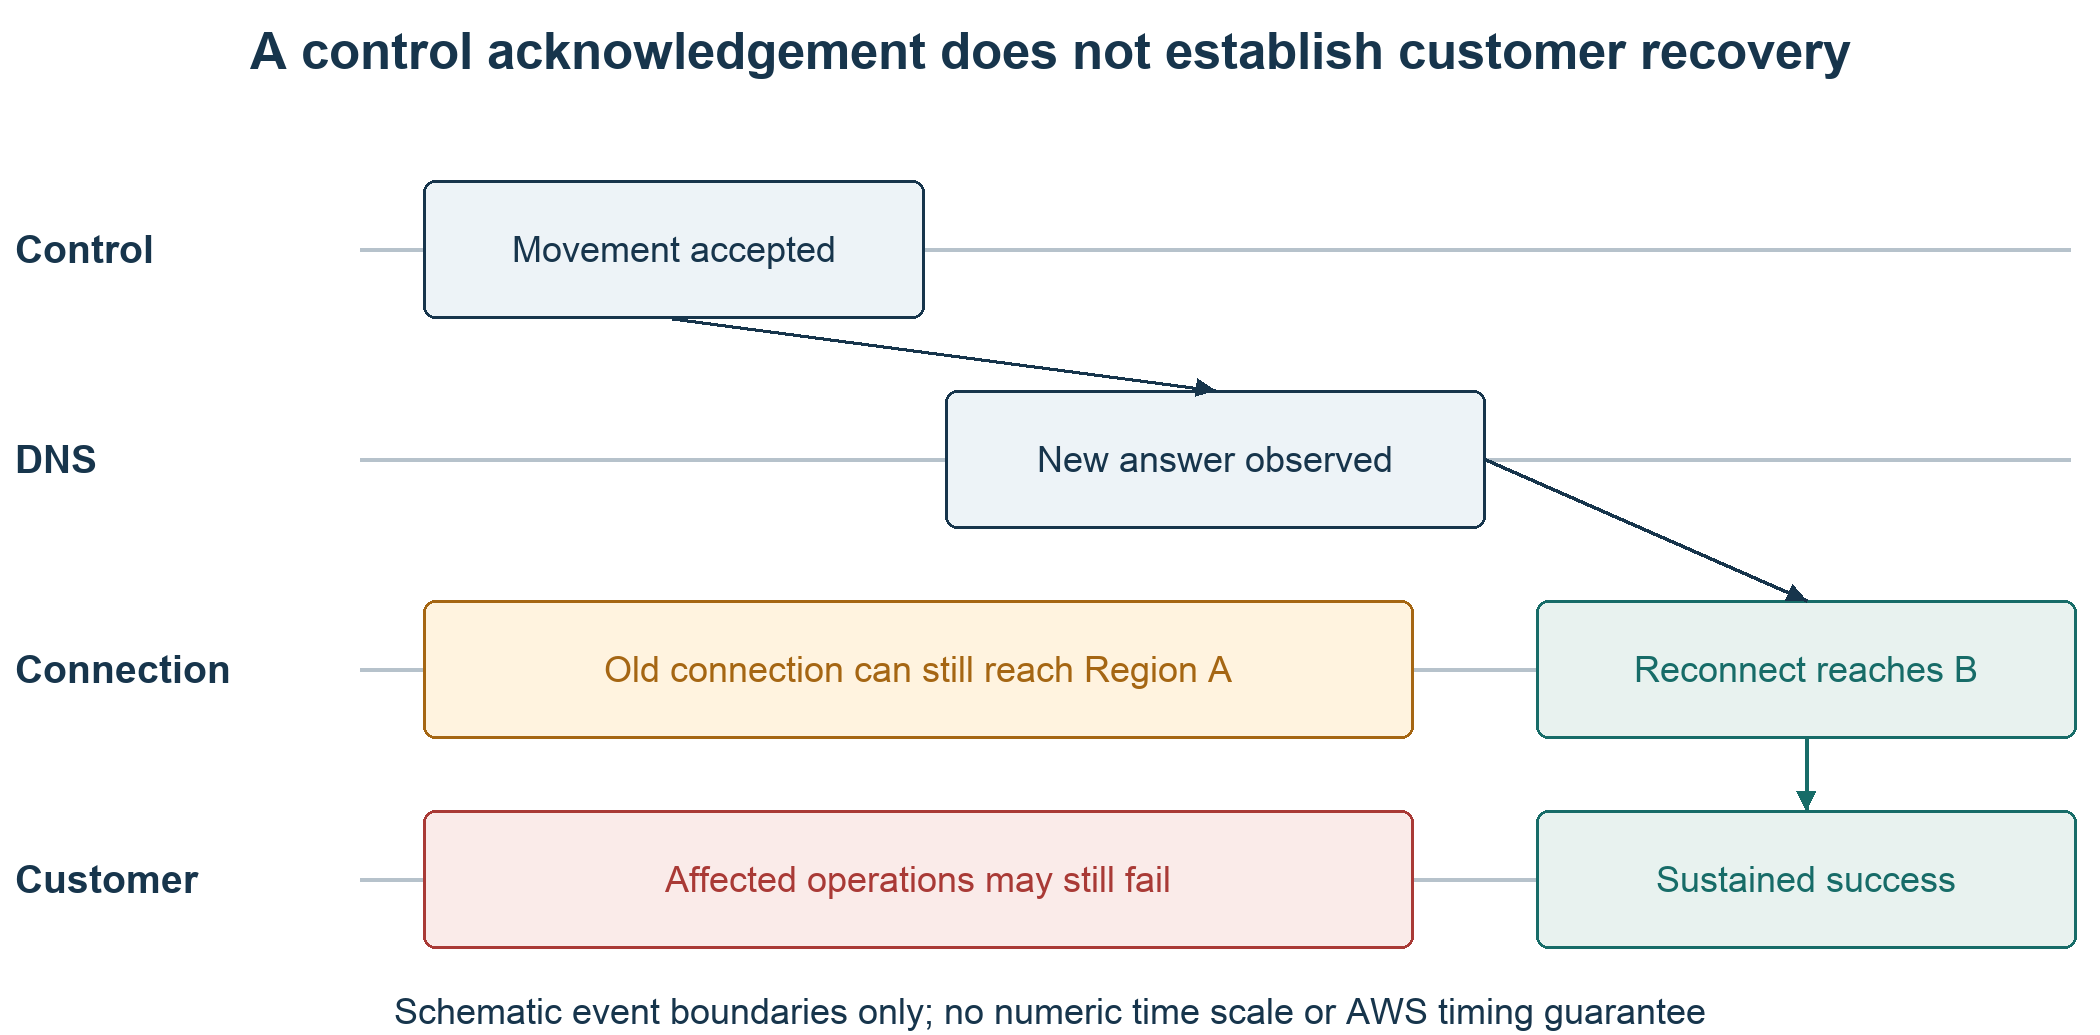 A control acknowledgement does not establish customer recovery
Control
Movement accepted
DNS
New answer observed
Connection
Old connection can still reach Region A
Reconnect reaches B
Customer
Affected operations may still fail
Sustained success
Schematic event boundaries only; no numeric time scale or AWS timing guarantee